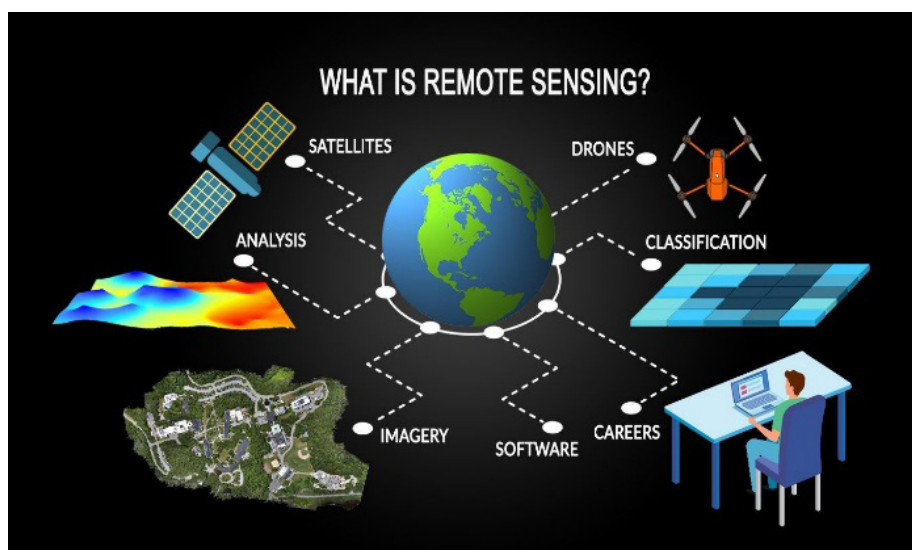 WHAT IS REMOTE SENSING?
SATELLITES
DRONES
ANALYSIS
CLASSIFICATION
IMAGERY
SOFTWARE
CAREERS